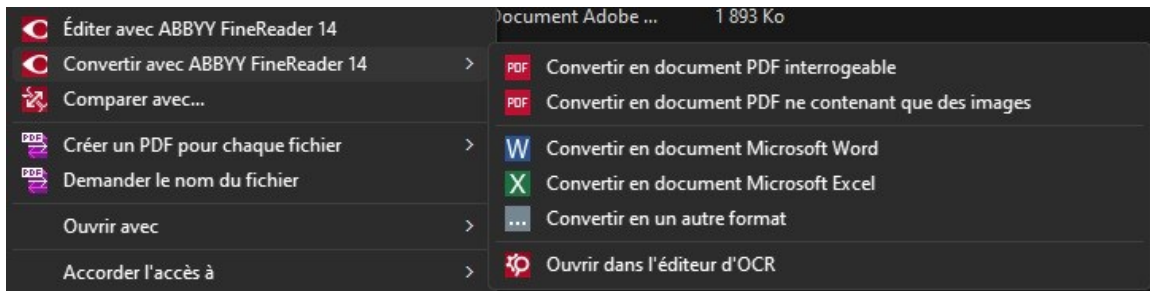 Document Adobe ... 1 893 Ko
Éditer avec ABBYY FineReader 14
Convertir avec ABBYY FineReader 14
Comparer avec...
Créer un PDF pour chaque fichier
Demander le nom du fichier
Ouvrir avec
Accorder l'accès à
PDF Convertir en document PDF interrogeable
PDF Convertir en document PDF ne contenant que des images
W Convertir en document Microsoft Word
X Convertir en document Microsoft Excel
... Convertir en un autre format
Ouvrir dans l'éditeur d'OCR